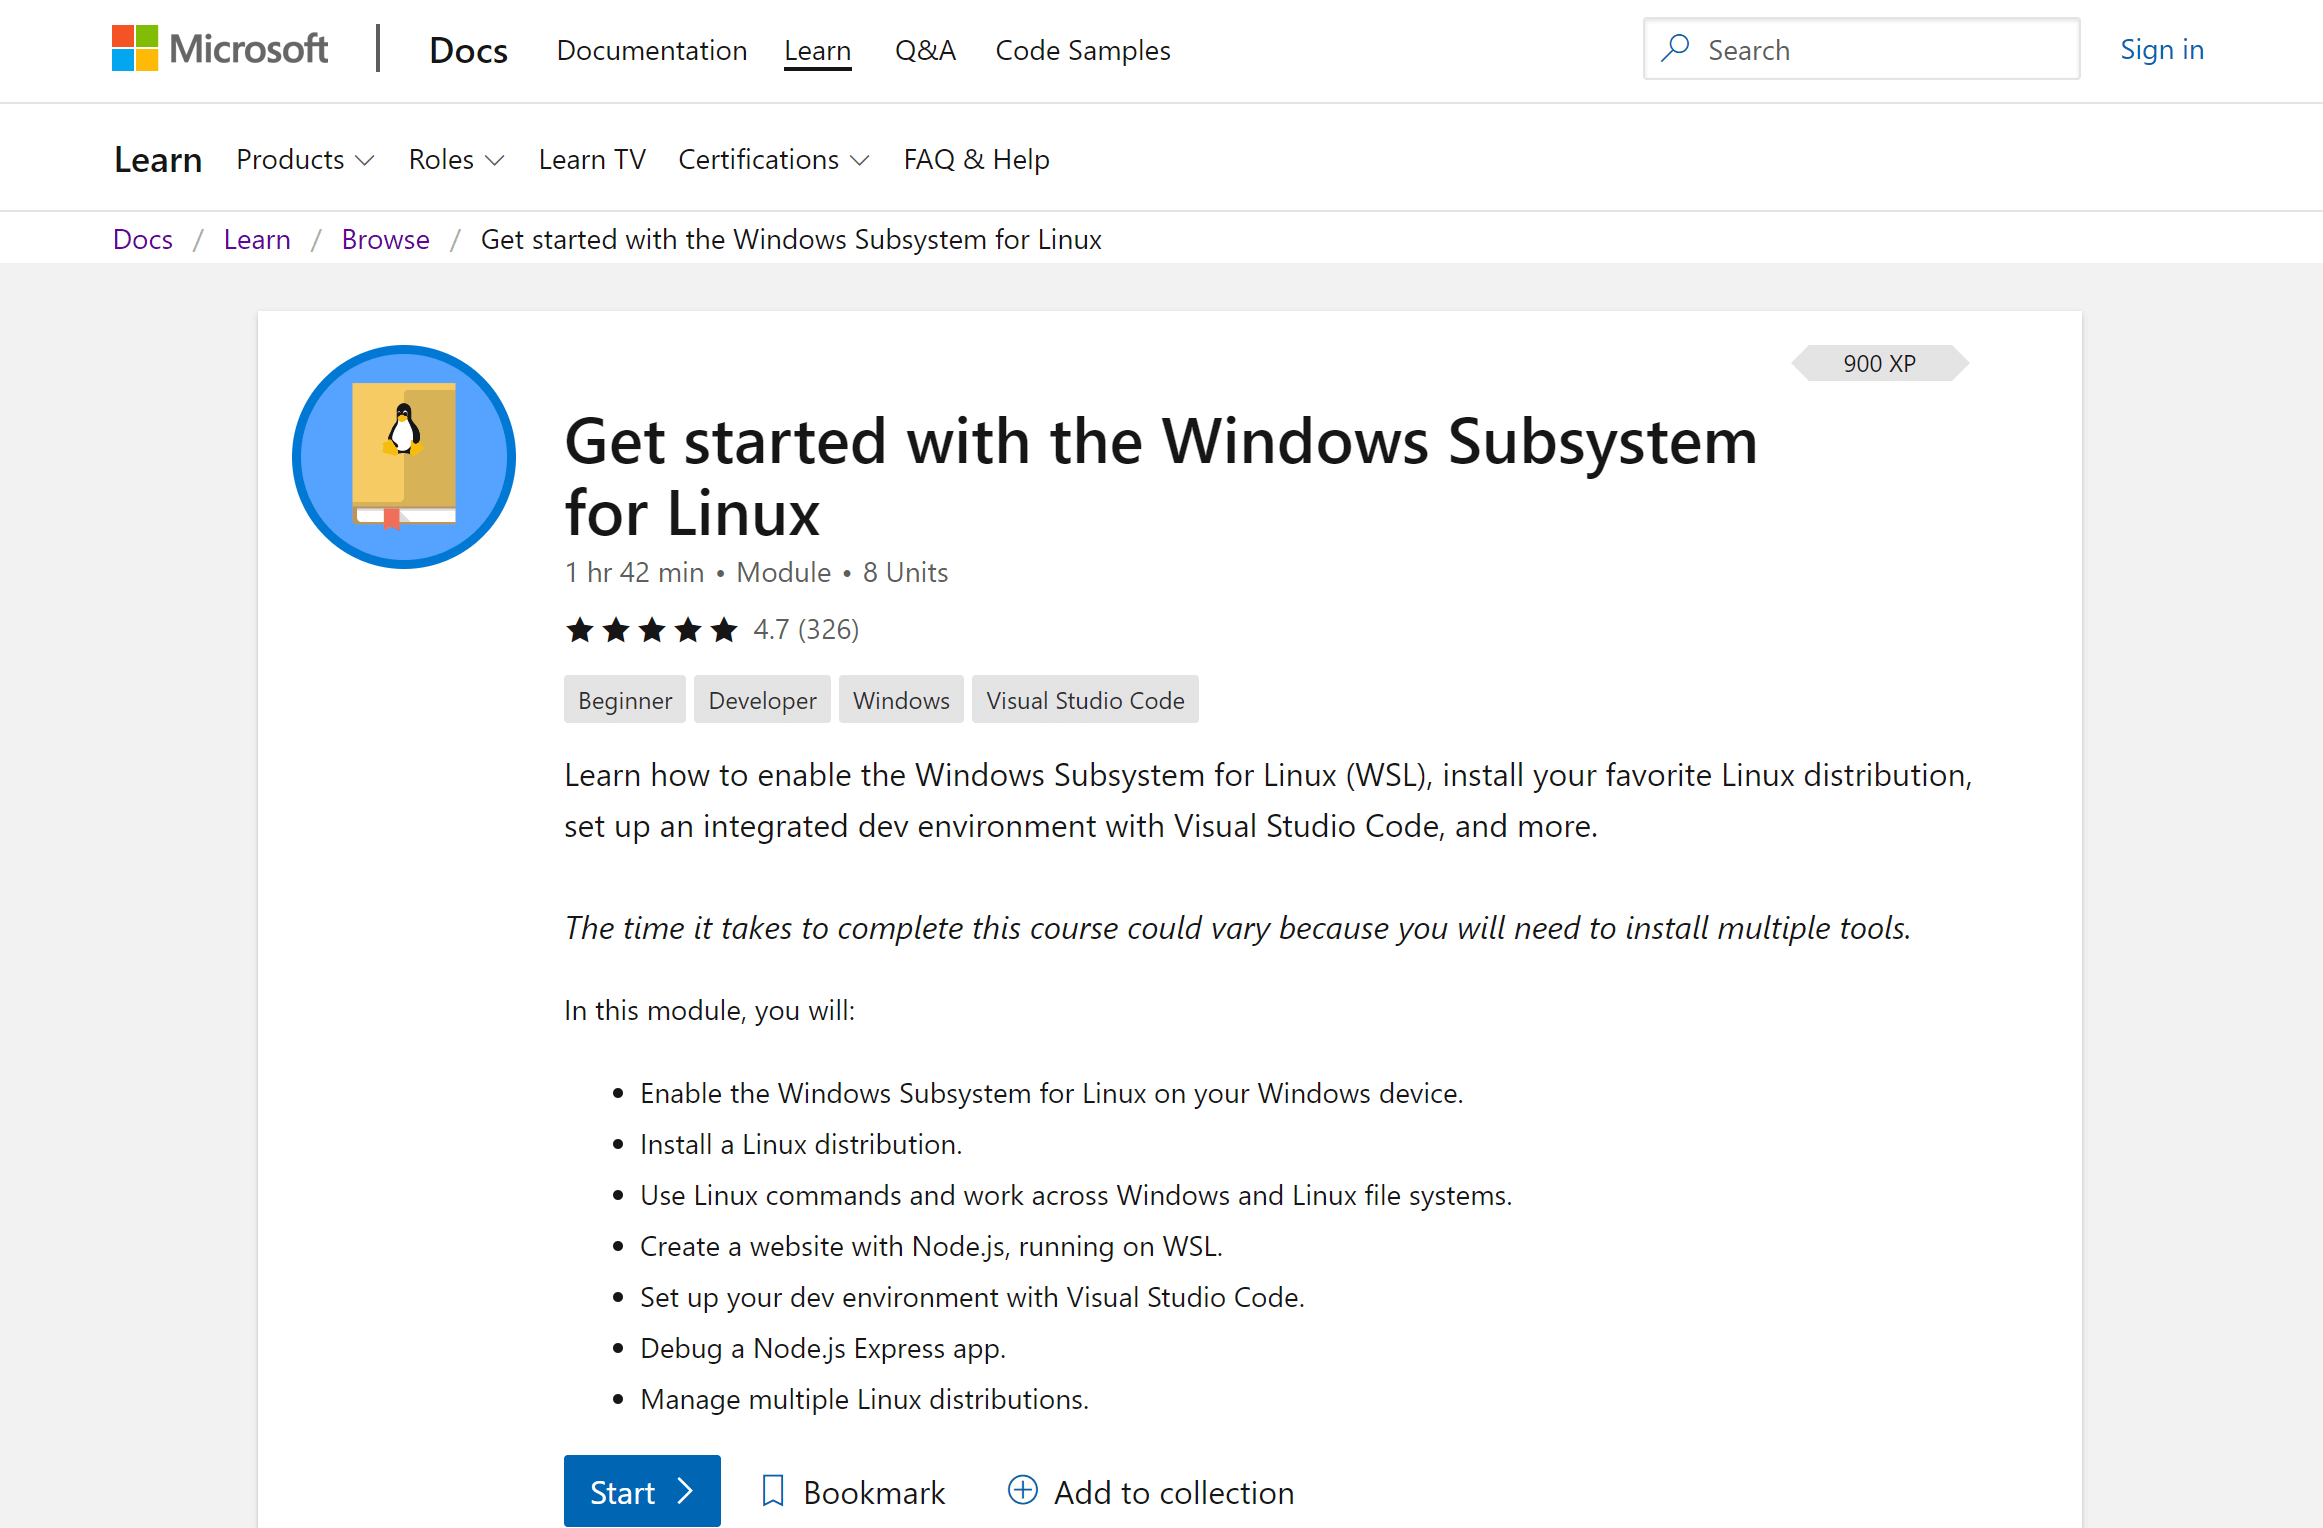 Microsoft | Docs Documentation Learn Q&A Code Samples Search Sign in
Learn Products Roles Learn TV Certifications FAQ & Help
Docs / Learn / Browse / Get started with the Windows Subsystem for Linux
900 XP
Get started with the Windows Subsystem
for Linux
1 hr 42 min • Module • 8 Units
4.7 (326)
Beginner Developer Windows Visual Studio Code
Learn how to enable the Windows Subsystem for Linux (WSL), install your favorite Linux distribution,
set up an integrated dev environment with Visual Studio Code, and more.
The time it takes to complete this course could vary because you will need to install multiple tools.
In this module, you will:
• Enable the Windows Subsystem for Linux on your Windows device.
• Install a Linux distribution.
• Use Linux commands and work across Windows and Linux file systems.
• Create a website with Node.js, running on WSL.
• Set up your dev environment with Visual Studio Code.
• Debug a Node.js Express app.
• Manage multiple Linux distributions.
Start Bookmark Add to collection